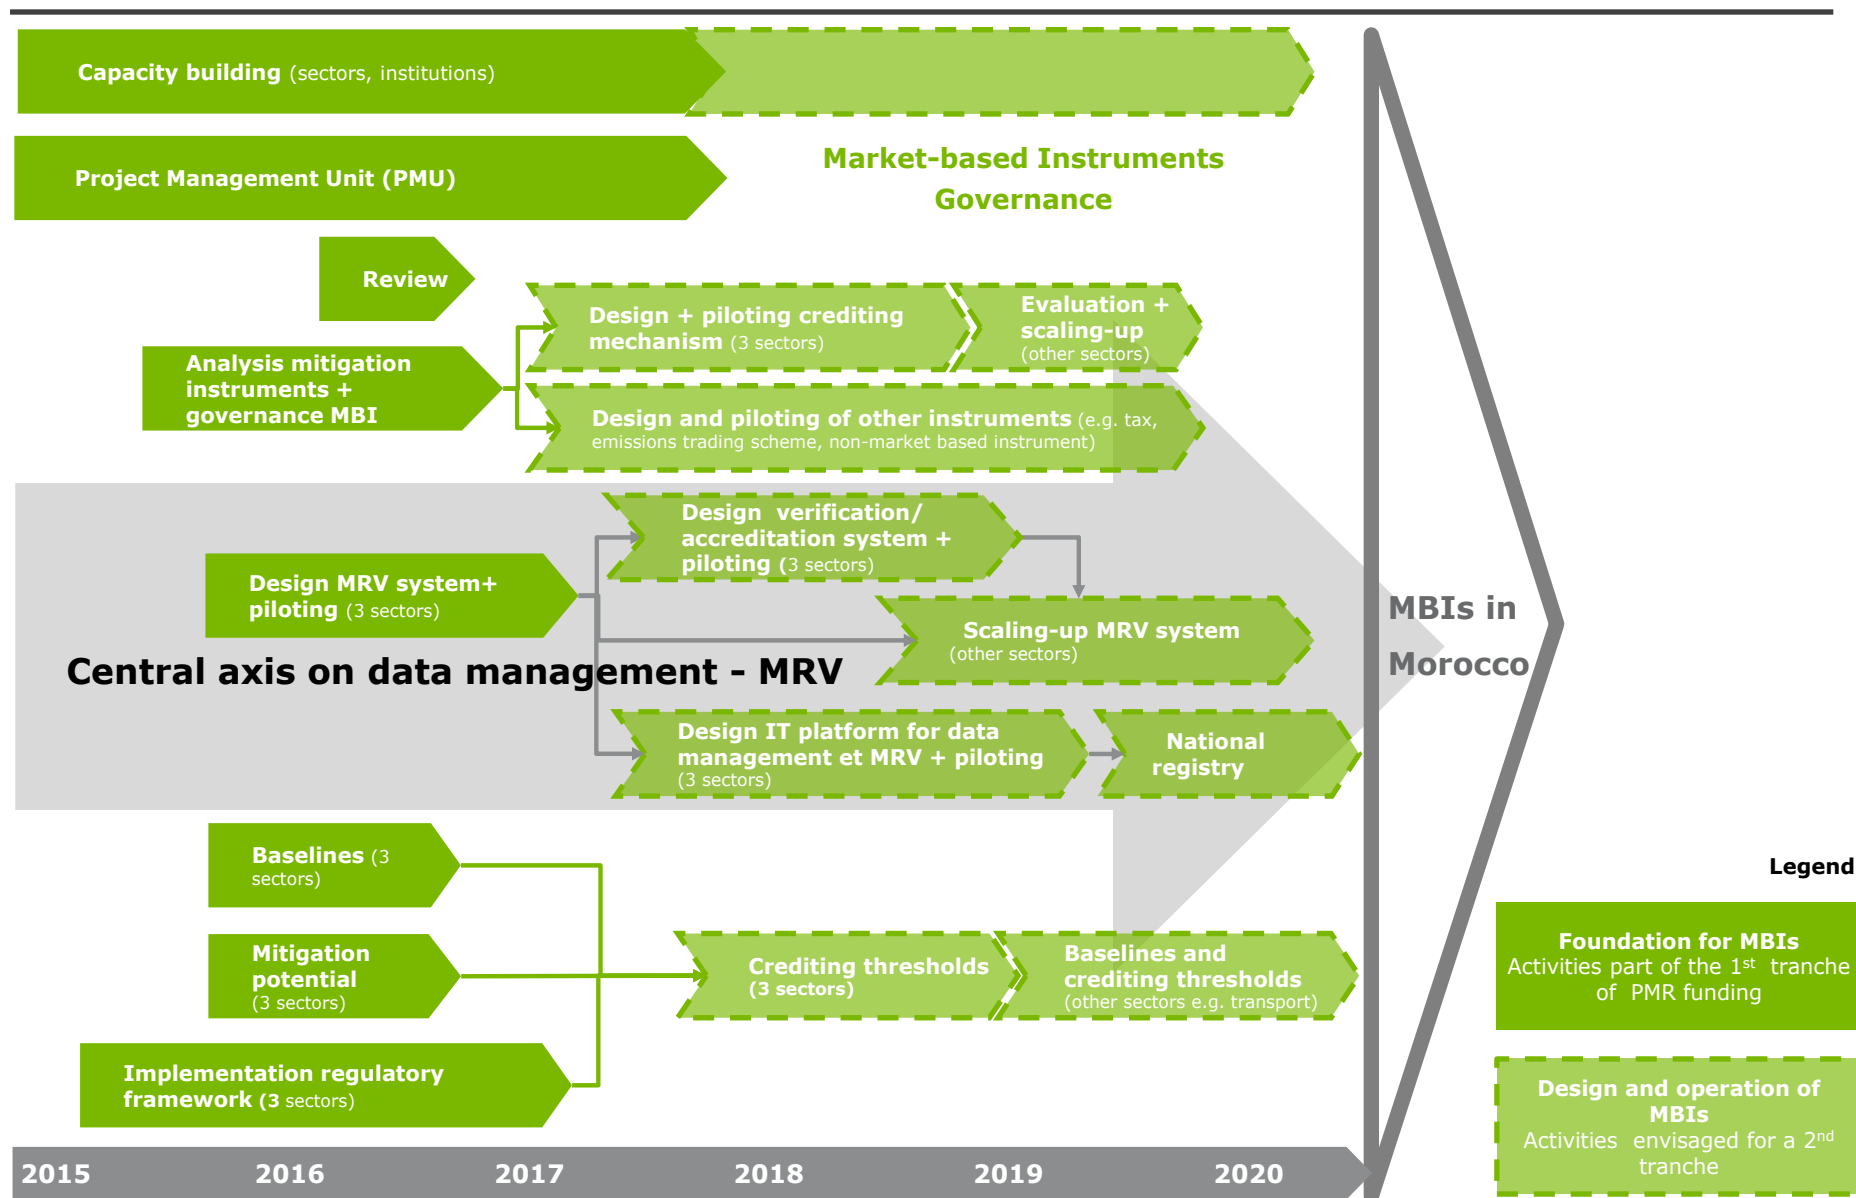 Capacity building (sectors, institutions)
Project Management Unit (PMU)
Market-based Instruments
Governance
Review
Design + piloting crediting
mechanism (3 sectors)
Evaluation +
scaling-up
(other sectors)
Analysis mitigation
instruments +
governance MBI
Design and piloting of other instruments (e.g. tax,
emissions trading scheme, non-market based instrument)
Design  verification/
accreditation system +
piloting (3 sectors)
Design MRV system+
piloting (3 sectors)
Scaling-up MRV system
(other sectors)
MBIs in
Morocco
Central axis on data management – MRV
Design IT platform for data
management et MRV + piloting
(3 sectors)
National
registry
Baselines (3
sectors)
Mitigation
potential
(3 sectors)
Crediting thresholds
(3 sectors)
Baselines and
crediting thresholds
(other sectors e.g. transport)
Implementation regulatory
framework (3 sectors)
Legend
Foundation for MBIs
Activities part of the 1st tranche
of  PMR funding
Design and operation of
MBIs
Activities  envisaged for a 2nd
tranche
2015 2016 2017 2018 2019 2020